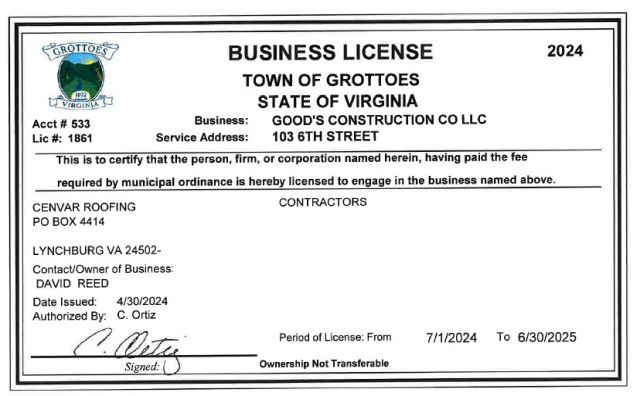 GROTTOES
1892
VIRGINIA
BUSINESS LICENSE
2024
TOWN OF GROTTOES
STATE OF VIRGINIA
Acct # 533
Business: GOOD'S CONSTRUCTION CO LLC
Lic #: 1861
Service Address: 103 6TH STREET
This is to certify that the person, firm, or corporation named herein, having paid the fee
required by municipal ordinance is hereby licensed to engage in the business named above.
CENVAR ROOFING
CONTRACTORS
PO BOX 4414
LYNCHBURG VA 24502-
Contact/Owner of Business:
DAVID REED
Date Issued: 4/30/2024
Authorized By: C. Ortiz
C. Ortiz
Period of License: From 7/1/2024 To 6/30/2025
Signed:
Ownership Not Transferable